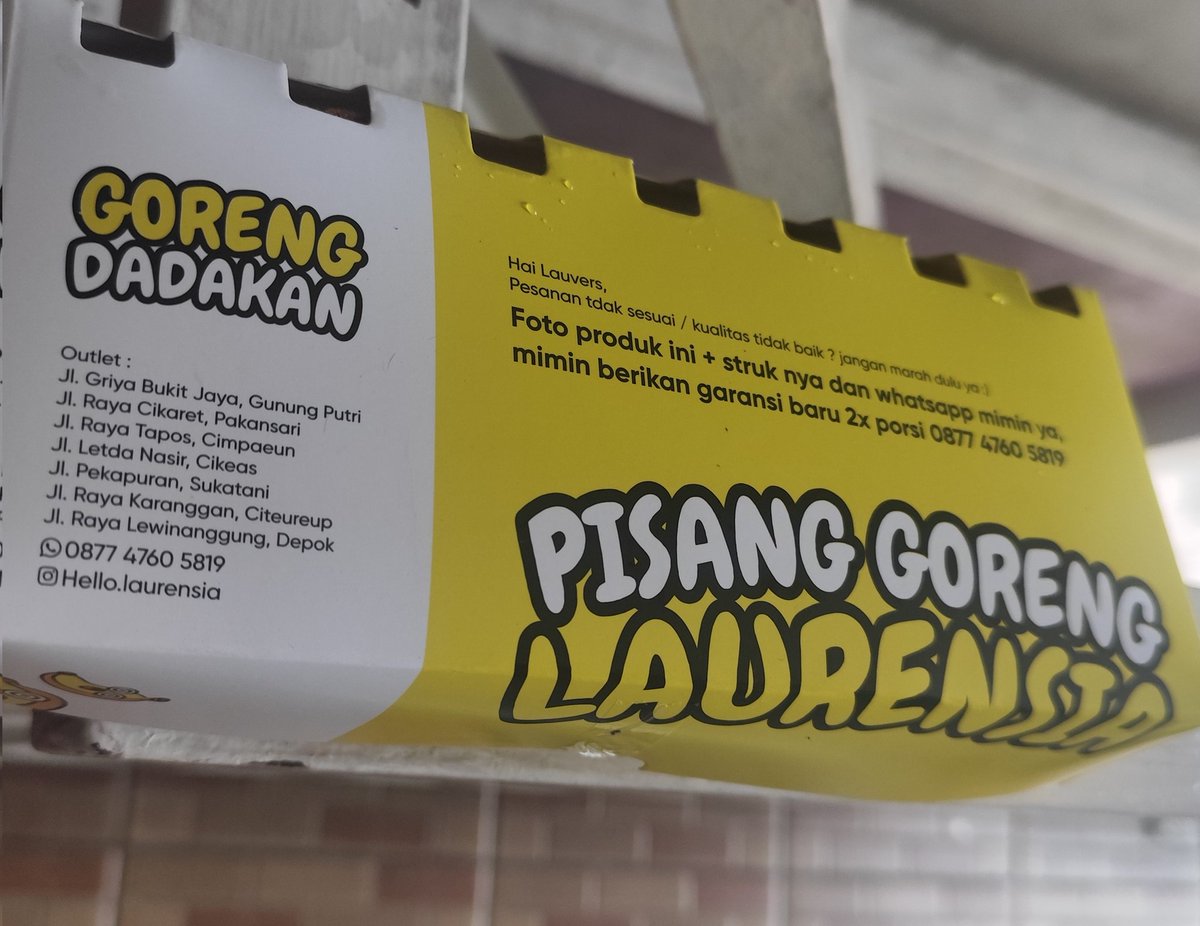 GORENG
DADAKAN
Outlet :
Jl. Griya Bukit Jaya, Gunung Putri
Jl. Raya Cikaret, Pakansari
Jl. Raya Tapos, Cimpaeun
Jl. Letda Nasir, Cikeas
Jl. Pekapuran, Sukatani
Jl. Raya Karanggan, Citeureup
Jl. Raya Lewinanggung, Depok
0877 4760 5819
Hello.laurensia
Hai Lauvers,
Pesanan tdak sesuai / kualitas tidak baik ? jangan marah dulu ya :)
Foto produk ini + struk nya dan whatsapp mimin ya,
mimin berikan garansi baru 2x porsi 0877 4760 5819
PISANG GORENG
LAURENSIA